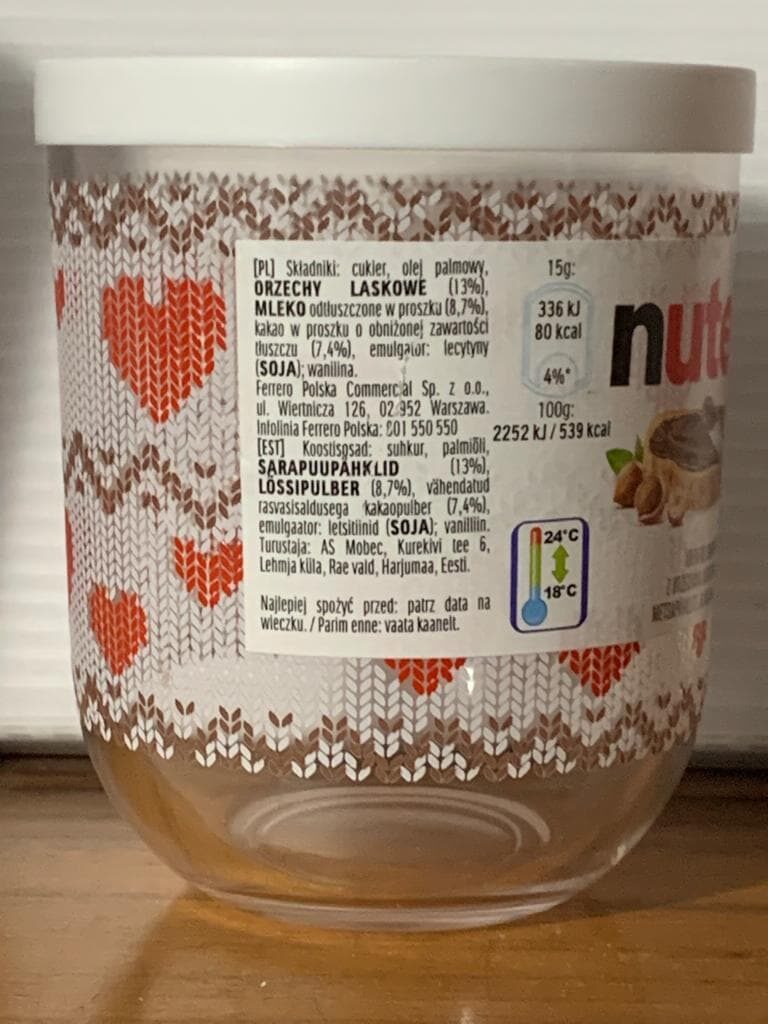 [PL] Składniki: cukier, olej palmowy,
ORZECHY LASKOWE (13%),
MLEKO odtłuszczone w proszku (8,7%),
kakao w proszku o obniżonej zawartości
tłuszczu (7,4%), emulgator: lecytyny
(SOJA); wanilina.
Ferrero Polska Commercial Sp. z o.o.,
ul. Wiertnicza 126, 02 952 Warszawa.
Infolinia Ferrero Polska: 801 550 550
[EST] Koostisosad: suhkur, palmiõli,
SARAPUUPÄHKLID (13%),
LÕSSIPULBER (8,7%), vähendatud
rasvasisaldusega kakaopulber (7,4%),
emulgaator: letsitiinid (SOJA); vanilliin.
Turustaja: AS Mobec, Kurekivi tee 6,
Lehmja küla, Rae vald, Harjumaa, Eesti.
Najlepiej spożyć przed: patrz data na
wieczku. / Parim enne: vaata kaanelt.
15g:
336 kJ
80 kcal
4%*
100g:
2252 kJ / 539 kcal
24°C
18°C
nute